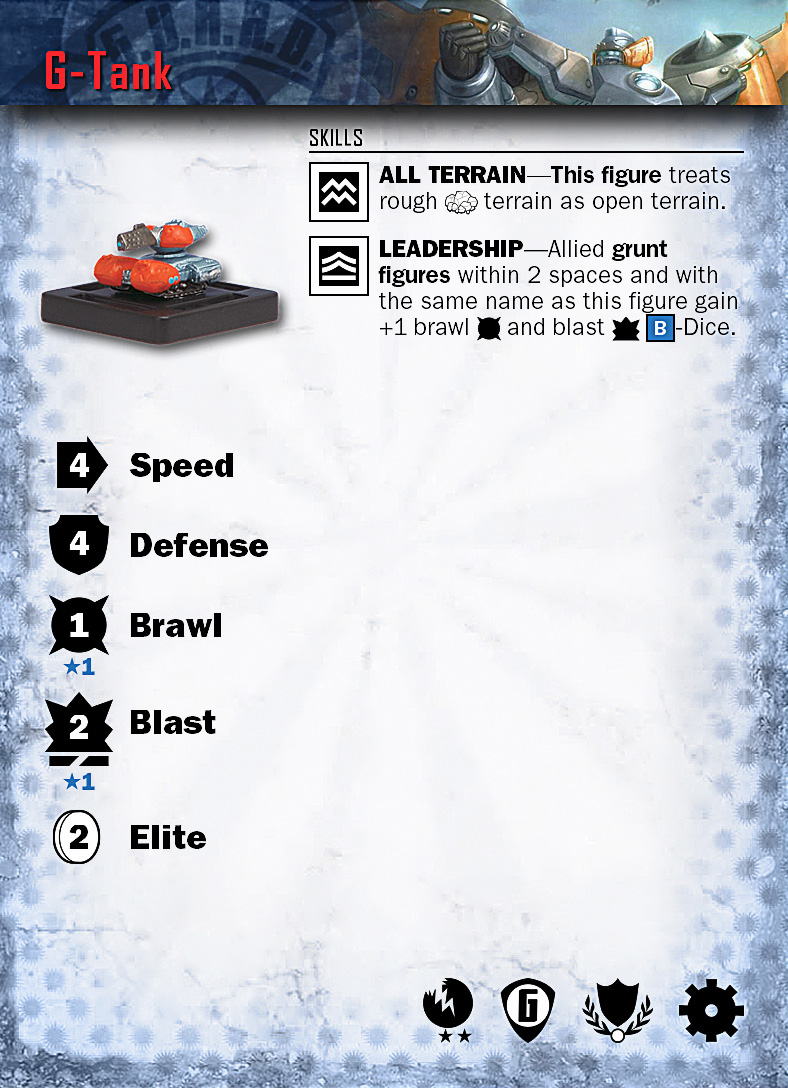 G.U.A.R.D.
G-Tank
SKILLS
ALL TERRAIN—This figure treats
rough terrain as open terrain.
LEADERSHIP—Allied grunt
figures within 2 spaces and with
the same name as this figure gain
+1 brawl and blast B-Dice.
4 Speed
4 Defense
1 Brawl
★1
2 Blast
★1
2 Elite
G
★★